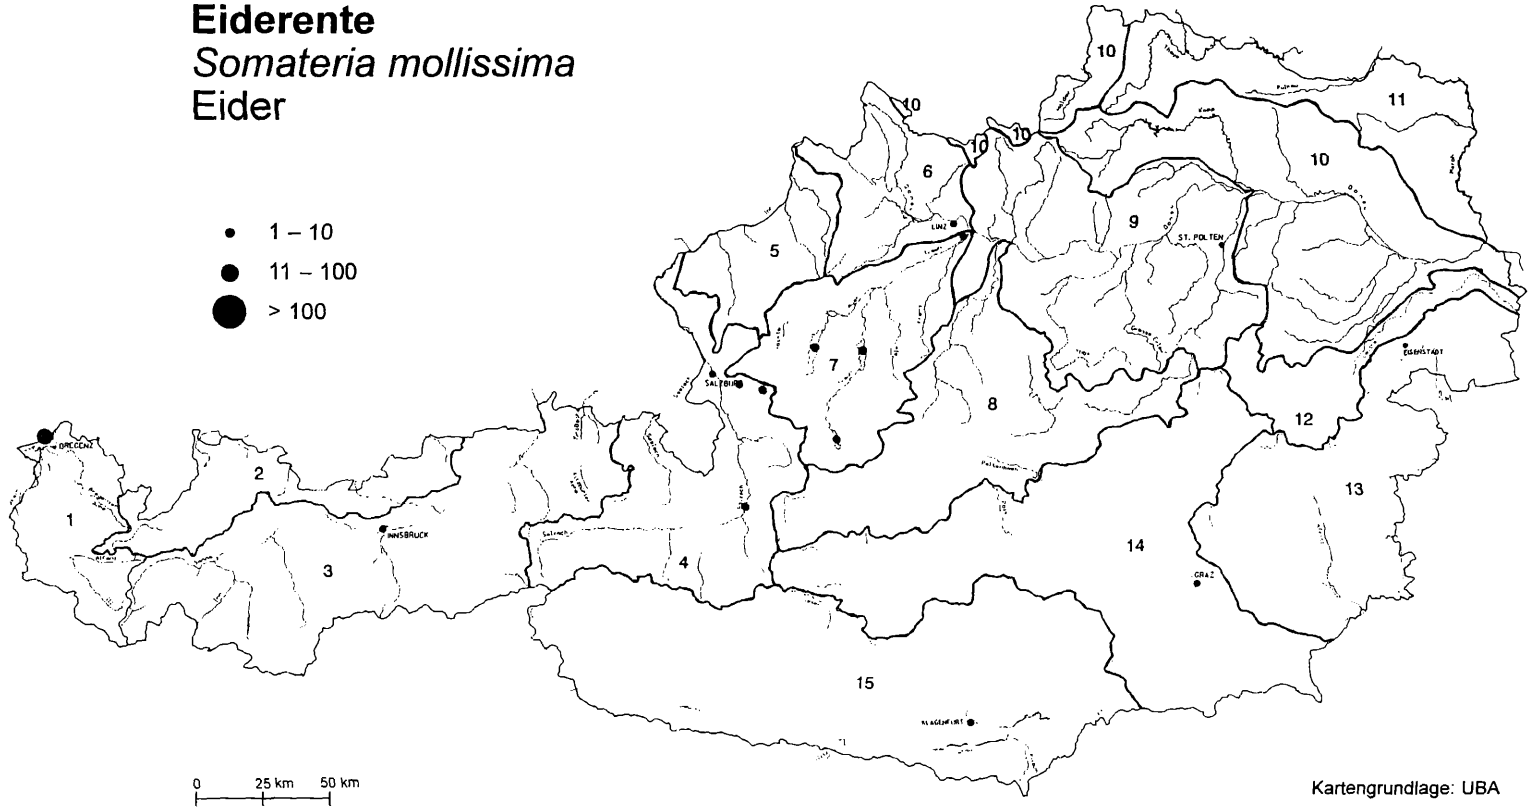 Eiderente
Somateria mollissima
Eider
1 – 10
11 – 100
> 100
10
11
10
10
10
10
6
9
5
LINZ
ST. PÖLTEN
7
8
SALZBURG
EISENSTADT
12
BREGENZ
2
1
13
INNSBRUCK
Salzach
3
4
14
GRAZ
15
KLAGENFURT
0 25 km 50 km
Kartengrundlage: UBA